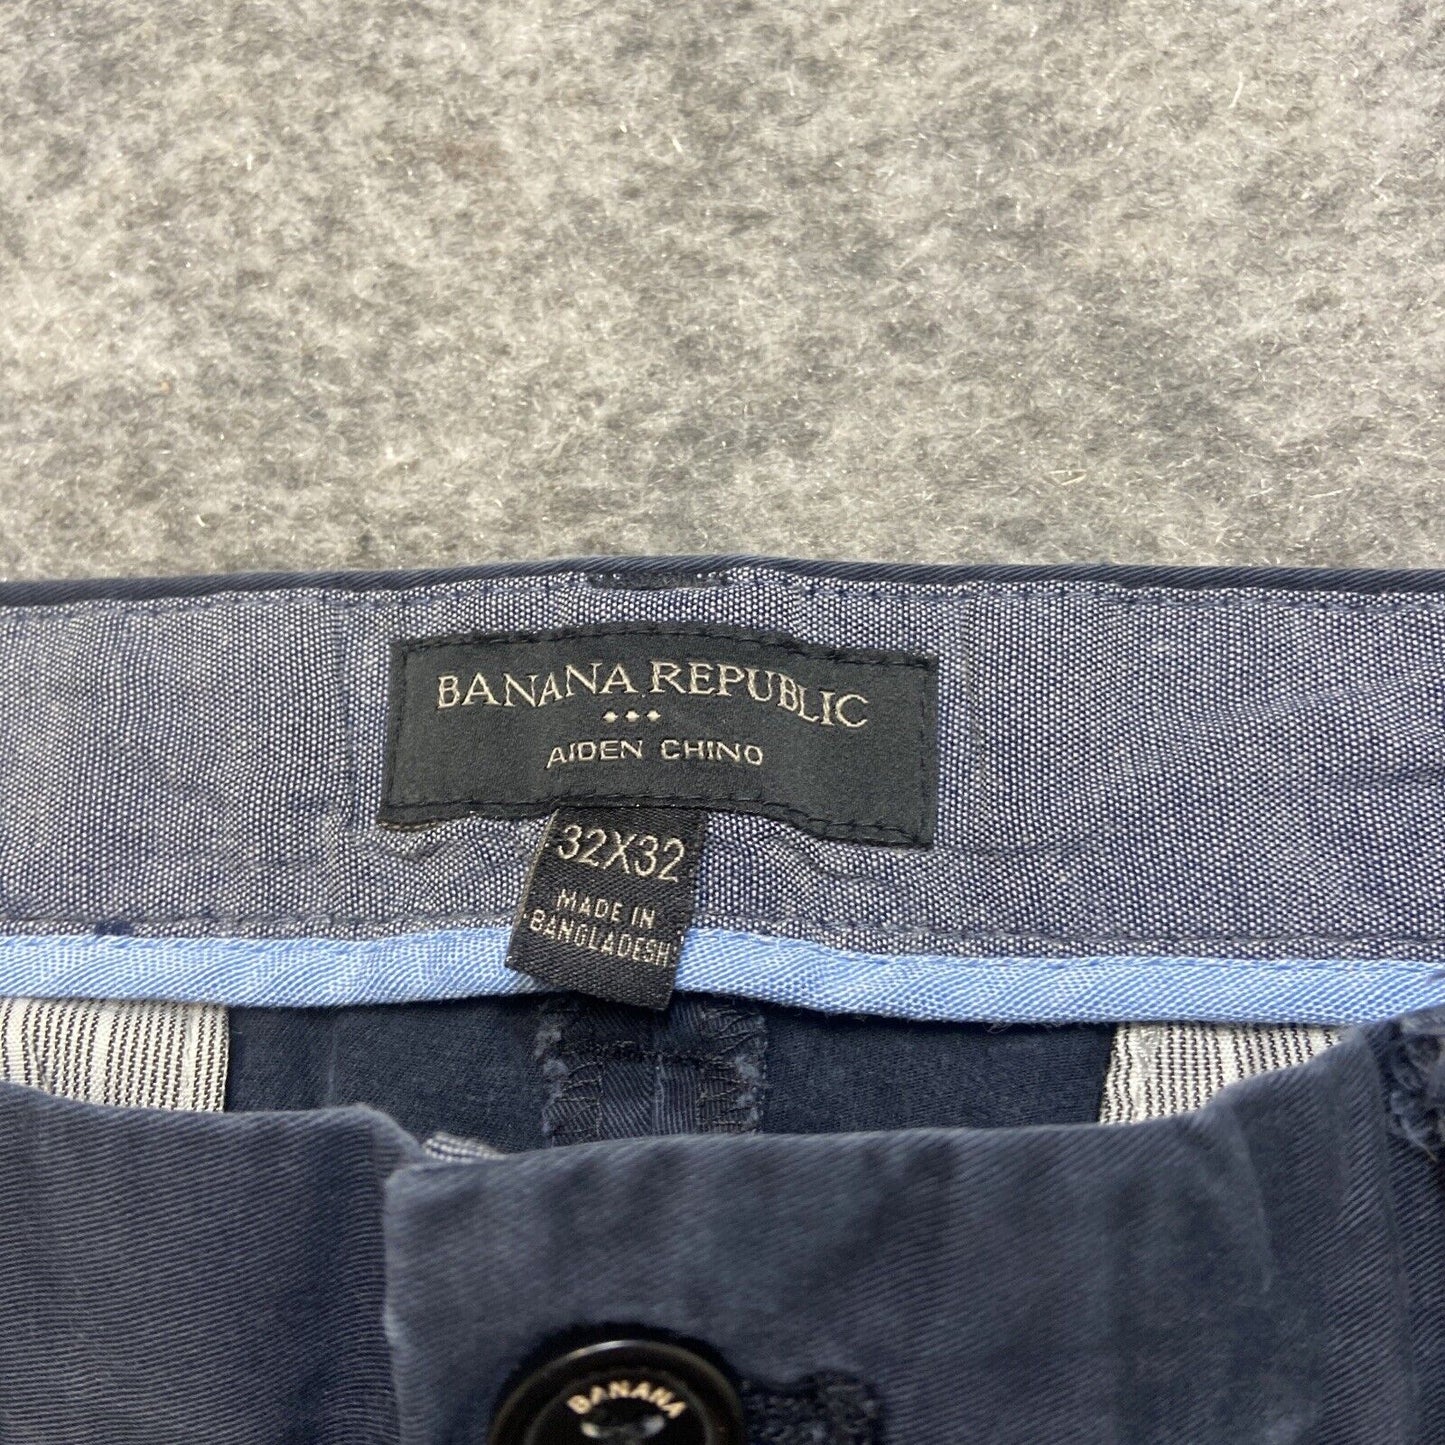 BANANA REPUBLIC
AIDEN CHINO
32X32
MADE IN
BANGLADESH
BANANA